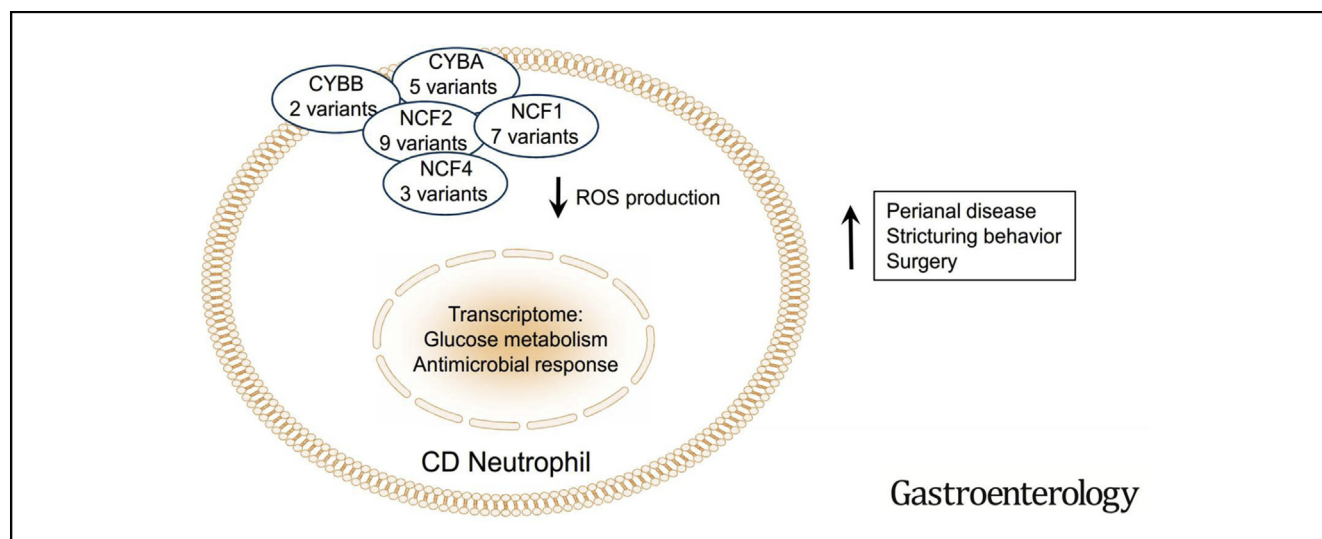 CYBA
5 variants
CYBB
2 variants
NCF2
9 variants
NCF1
7 variants
NCF4
3 variants
ROS production
Perianal disease
Stricturing behavior
Surgery
Transcriptome:
Glucose metabolism
Antimicrobial response
CD Neutrophil
Gastroenterology